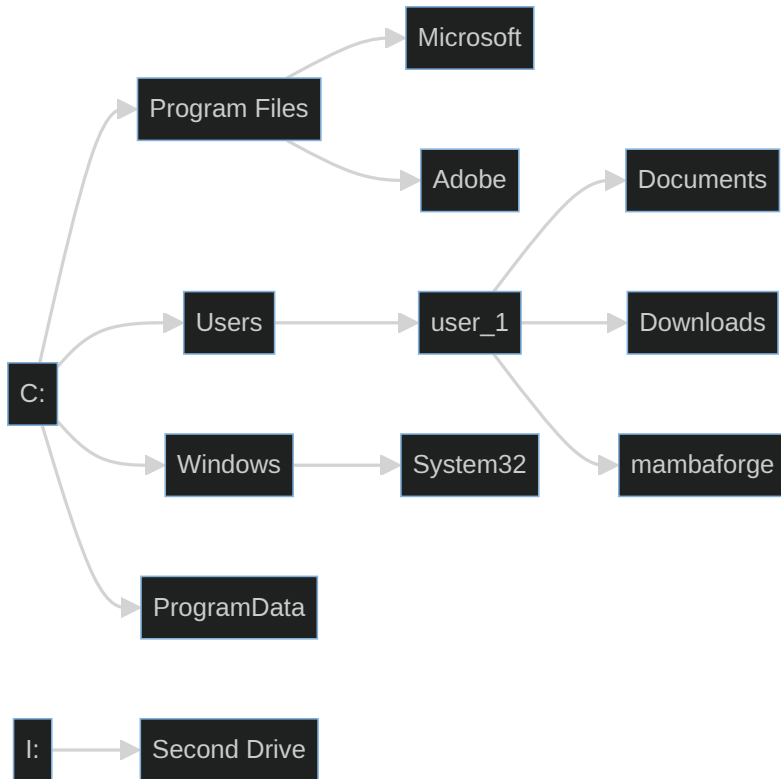 Microsoft
Program Files
Adobe
Documents
Users
user_1
Downloads
C:
Windows
System32
mambaforge
ProgramData
I:
Second Drive